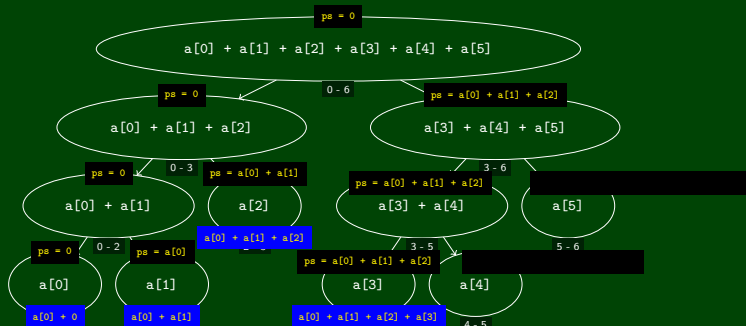 ps = 0
a[0] + a[1] + a[2] + a[3] + a[4] + a[5]
0 - 6
ps = 0
ps = a[0] + a[1] + a[2]
a[0] + a[1] + a[2]
a[3] + a[4] + a[5]
0 - 3
3 - 6
ps = 0
ps = a[0] + a[1]
ps = a[0] + a[1] + a[2]
a[0] + a[1]
a[2]
a[3] + a[4]
a[5]
a[0] + a[1] + a[2]
0 - 2
3 - 5
5 - 6
ps = 0
ps = a[0]
ps = a[0] + a[1] + a[2]
a[0]
a[1]
a[3]
a[4]
a[0] + 0
a[0] + a[1]
a[0] + a[1] + a[2] + a[3]
4 - 5